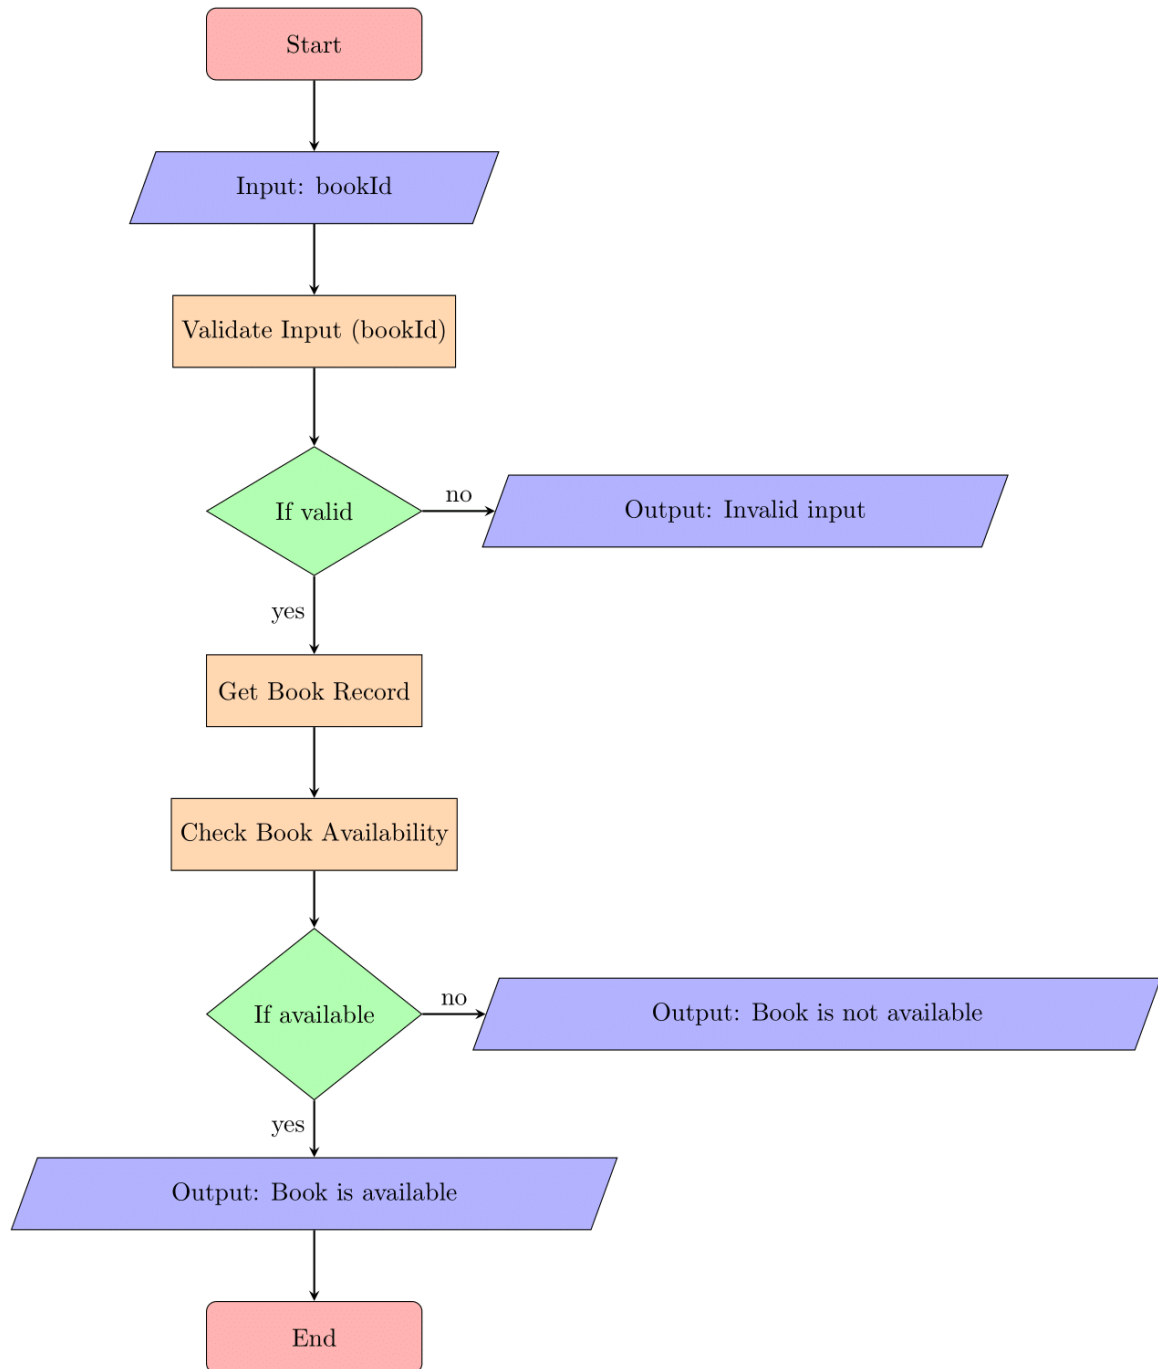 Start
Input: bookId
Validate Input (bookId)
If valid
no
Output: Invalid input
yes
Get Book Record
Check Book Availability
If available
no
Output: Book is not available
yes
Output: Book is available
End